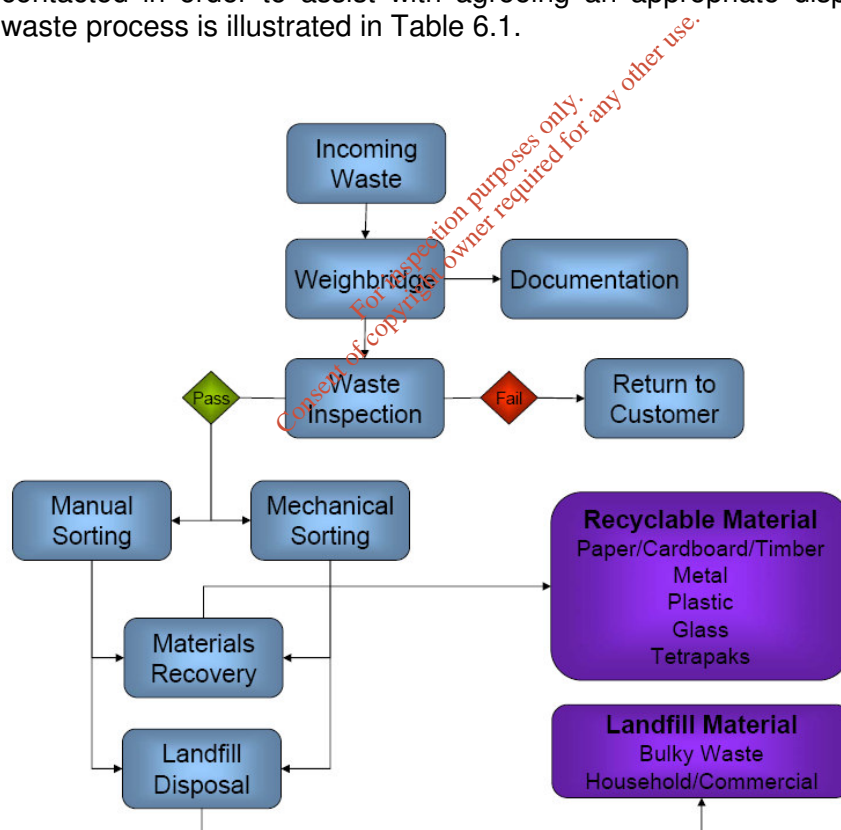 contacted in order to assist with agreeing an appropriate disp
waste process is illustrated in Table 6.1.
For inspection purposes only.
Consent of copyright owner required for any other use.
Incoming
Waste
Weighbridge
Documentation
Pass
Waste
Inspection
Fail
Return to
Customer
Manual
Sorting
Mechanical
Sorting
Recyclable Material
Paper/Cardboard/Timber
Metal
Plastic
Glass
Tetrapaks
Materials
Recovery
Landfill
Disposal
Landfill Material
Bulky Waste
Household/Commercial